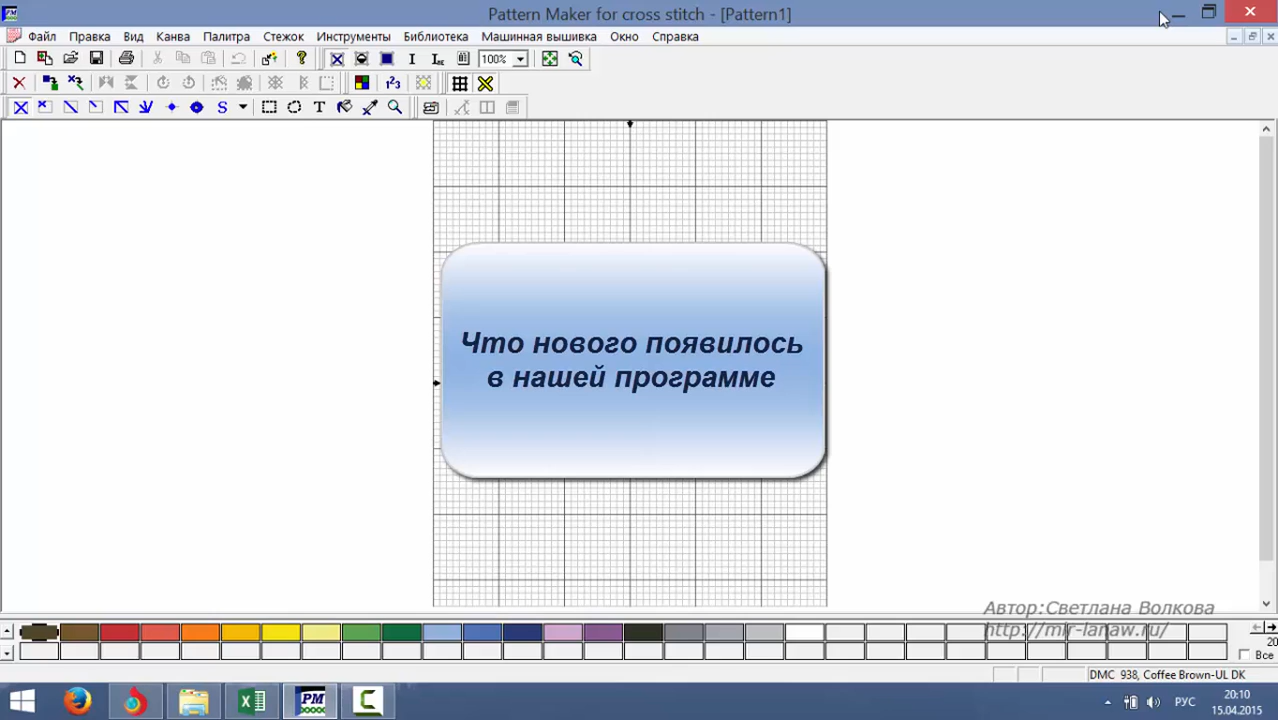 Pattern Maker for cross stitch - [Pattern1]
Файл Правка Вид Канва Палитра Стежок Инструменты Библиотека Машинная вышивка Окно Справка
100%
Что нового появилось
в нашей программе
Автор:Светлана Волкова
http://mir-lanaw.ru/
20
Все
DMC 938, Coffee Brown-UL DK
РУС
20:10
15.04.2015